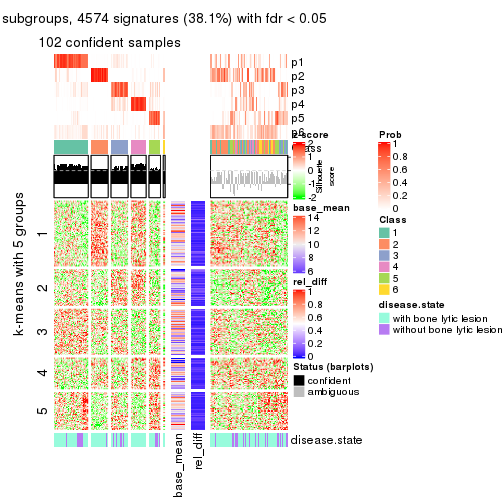 subgroups, 4574 signatures (38.1%) with fdr < 0.05
102 confident samples
p1
p2
p3
p4
p5
p6
Class
z-score
2
1
0
-1
-2
Silhouette
score
k-means with 5 groups
1
2
3
4
5
base_mean
14
12
10
8
6
rel_diff
1
0.8
0.6
0.4
0.2
0
Status (barplots)
confident
ambiguous
Prob
1
0.8
0.6
0.4
0.2
0
Class
1
2
3
4
5
6
disease.state
with bone lytic lesion
without bone lytic lesion
disease.state
base_mean
rel_diff